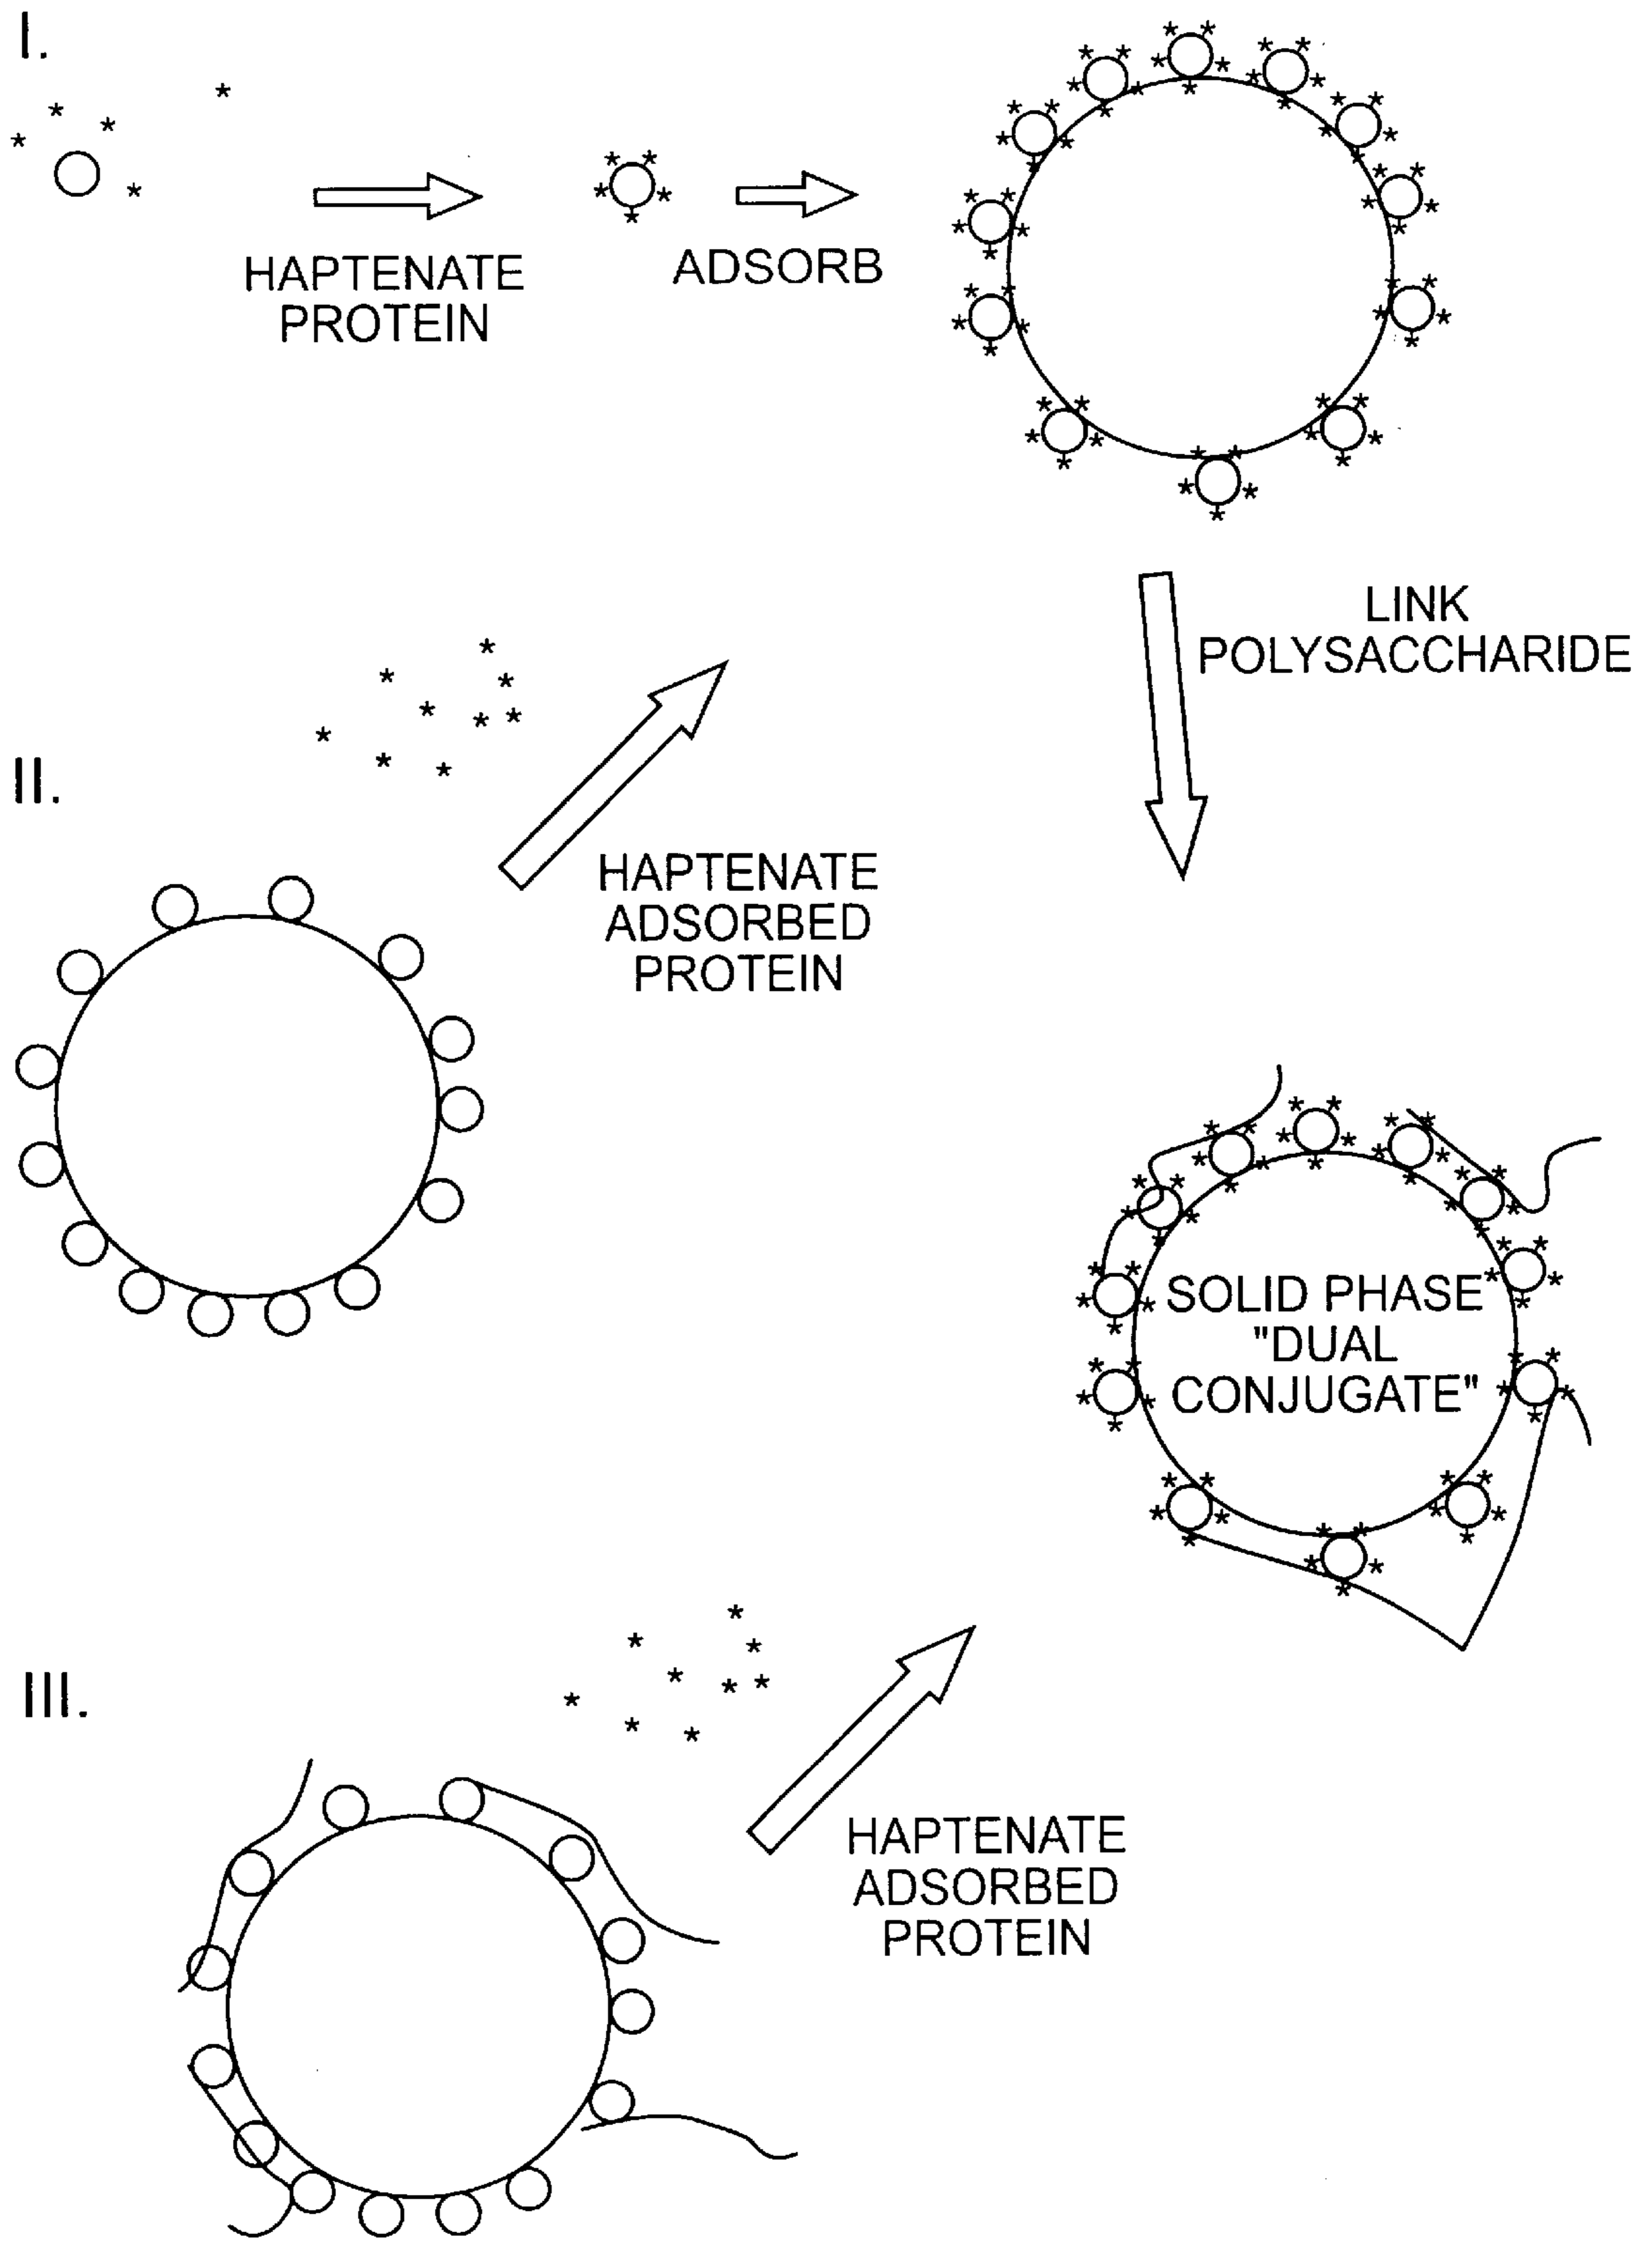 I.
HAPTENATE
PROTEIN
ADSORB
LINK
POLYSACCHARIDE
II.
HAPTENATE
ADSORBED
PROTEIN
SOLID PHASE
"DUAL
CONJUGATE"
III.
HAPTENATE
ADSORBED
PROTEIN